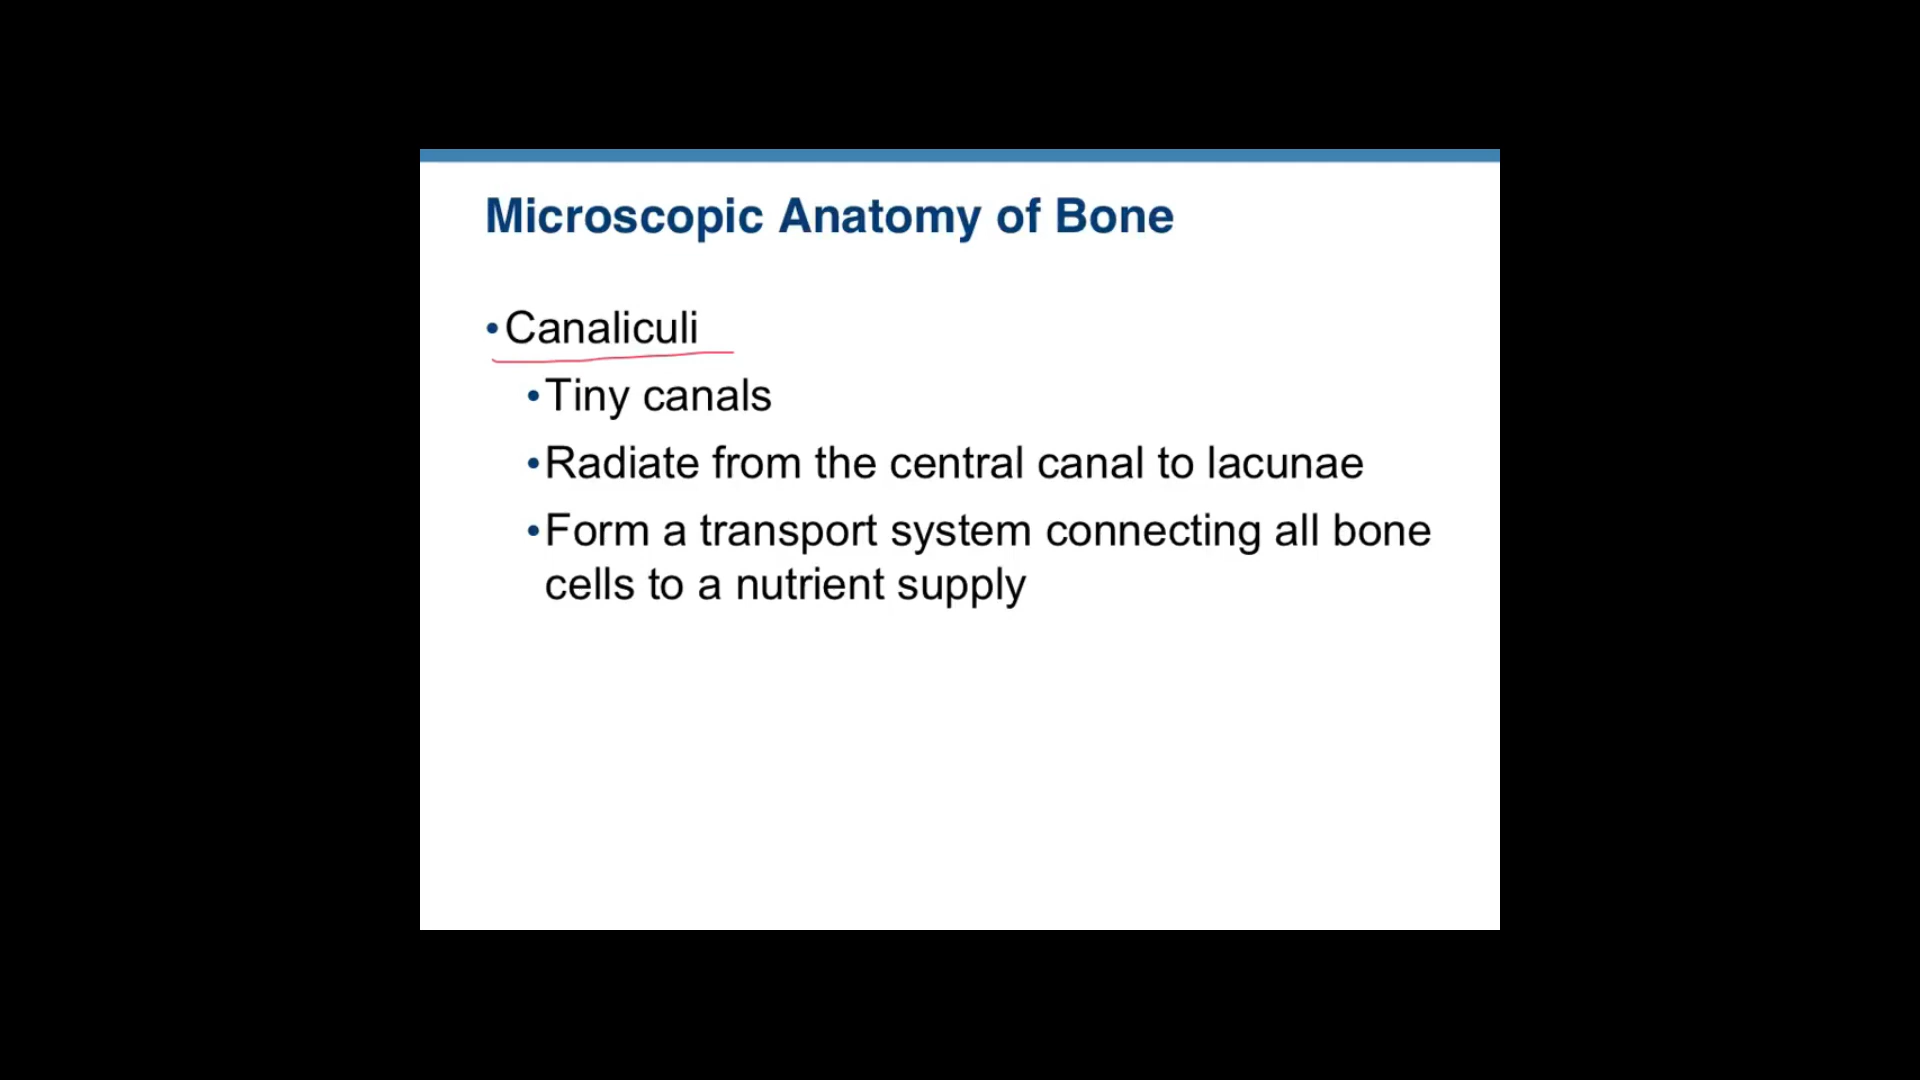 Microscopic Anatomy of Bone
•Canaliculi
•Tiny canals
•Radiate from the central canal to lacunae
•Form a transport system connecting all bone
cells to a nutrient supply